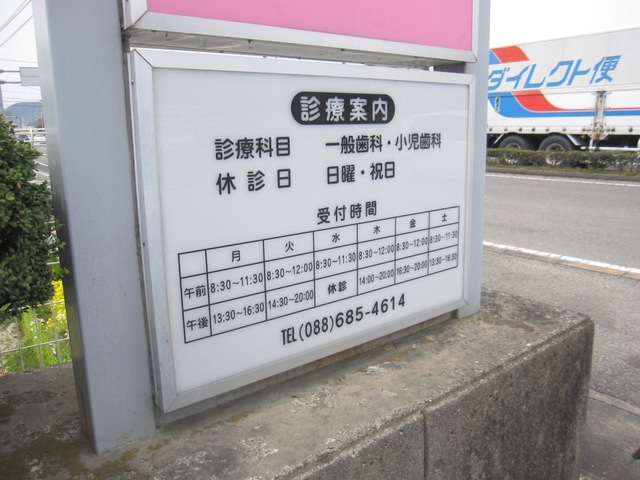 診療案内
診療科目 一般歯科・小児歯科
休診日 日曜・祝日
受付時間
月 火 水 木 金 土
午前 8:30~11:30 8:30~12:00 8:30~11:30 8:30~12:00 8:30~12:00 8:30~11:30
午後 13:30~16:30 14:30~20:00 休診 14:00~20:00 16:30~20:00 13:30~16:30
TEL(088)685-4614
ダイレクト便